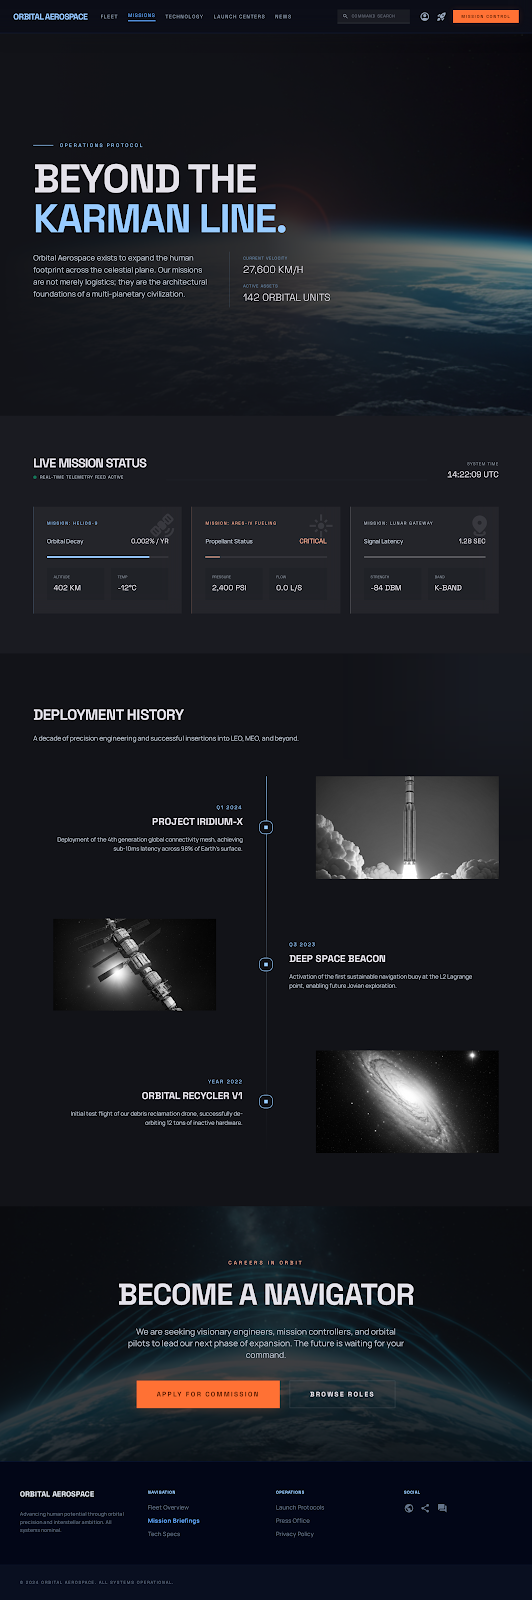 ORBITAL AEROSPACE FLEET MISSIONS TECHNOLOGY LAUNCH CENTERS NEWS COMMAND SEARCH MISSION CONTROL
OPERATIONS PROTOCOL
BEYOND THE
KARMAN LINE.
Orbital Aerospace exists to expand the human
footprint across the celestial plane. Our missions
are not merely logistics; they are the architectural
foundations of a multi-planetary civilization.
CURRENT VELOCITY
27,600 KM/H
ACTIVE ASSETS
142 ORBITAL UNITS
LIVE MISSION STATUS
REAL-TIME TELEMETRY FEED ACTIVE
SYSTEM TIME
14:22:09 UTC
MISSION: HELIOS-9
Orbital Decay 0.002% / YR
ALTITUDE
402 KM
TEMP
-12°C
MISSION: ARES-IV FUELING
Propellant Status CRITICAL
PRESSURE
2,400 PSI
FLOW
0.0 L/S
MISSION: LUNAR GATEWAY
Signal Latency 1.28 SEC
STRENGTH
-84 DBM
BAND
K-BAND
DEPLOYMENT HISTORY
A decade of precision engineering and successful insertions into LEO, MEO, and beyond.
Q1 2024
PROJECT IRIDIUM-X
Deployment of the 4th generation global connectivity mesh, achieving
sub-10ms latency across 98% of Earth's surface.
Q3 2023
DEEP SPACE BEACON
Activation of the first sustainable navigation buoy at the L2 Lagrange
point, enabling future Jovian exploration.
YEAR 2022
ORBITAL RECYCLER V1
Initial test flight of our debris reclamation drone, successfully de-
orbiting 12 tons of inactive hardware.
CAREERS IN ORBIT
BECOME A NAVIGATOR
We are seeking visionary engineers, mission controllers, and orbital
pilots to lead our next phase of expansion. The future is waiting for your
command.
APPLY FOR COMMISSION
BROWSE ROLES
ORBITAL AEROSPACE
Advancing human potential through orbital
precision and interstellar ambition. All
systems nominal.
NAVIGATION
Fleet Overview
Mission Briefings
Tech Specs
OPERATIONS
Launch Protocols
Press Office
Privacy Policy
SOCIAL
© 2024 ORBITAL AEROSPACE. ALL SYSTEMS OPERATIONAL.